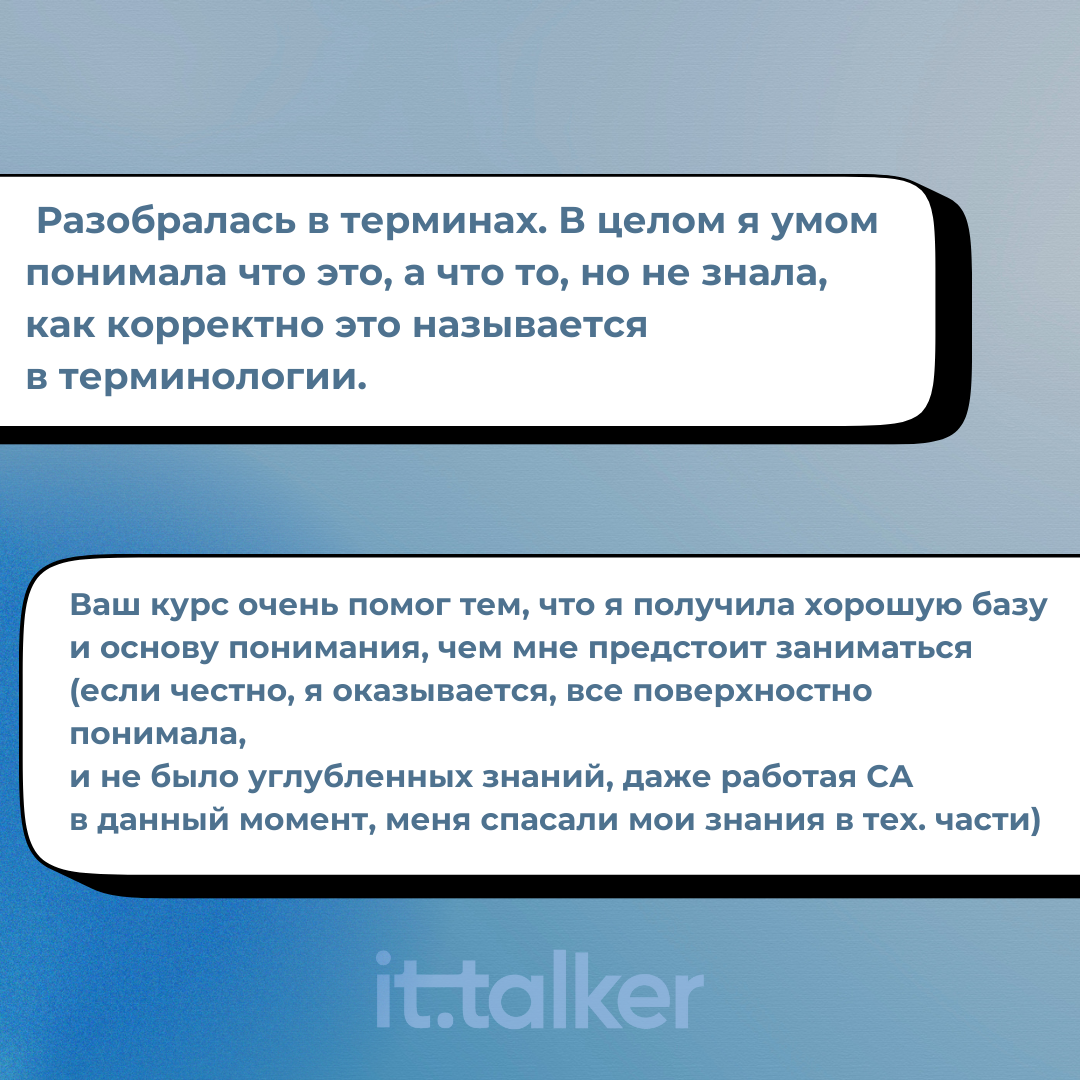 Разобралась в терминах. В целом я умом
понимала что это, а что то, но не знала,
как корректно это называется
в терминологии.
Ваш курс очень помог тем, что я получила хорошую базу
и основу понимания, чем мне предстоит заниматься
(если честно, я оказывается, все поверхностно
понимала,
и не было углубленных знаний, даже работая СА
в данный момент, меня спасали мои знания в тех. части)
it.talker